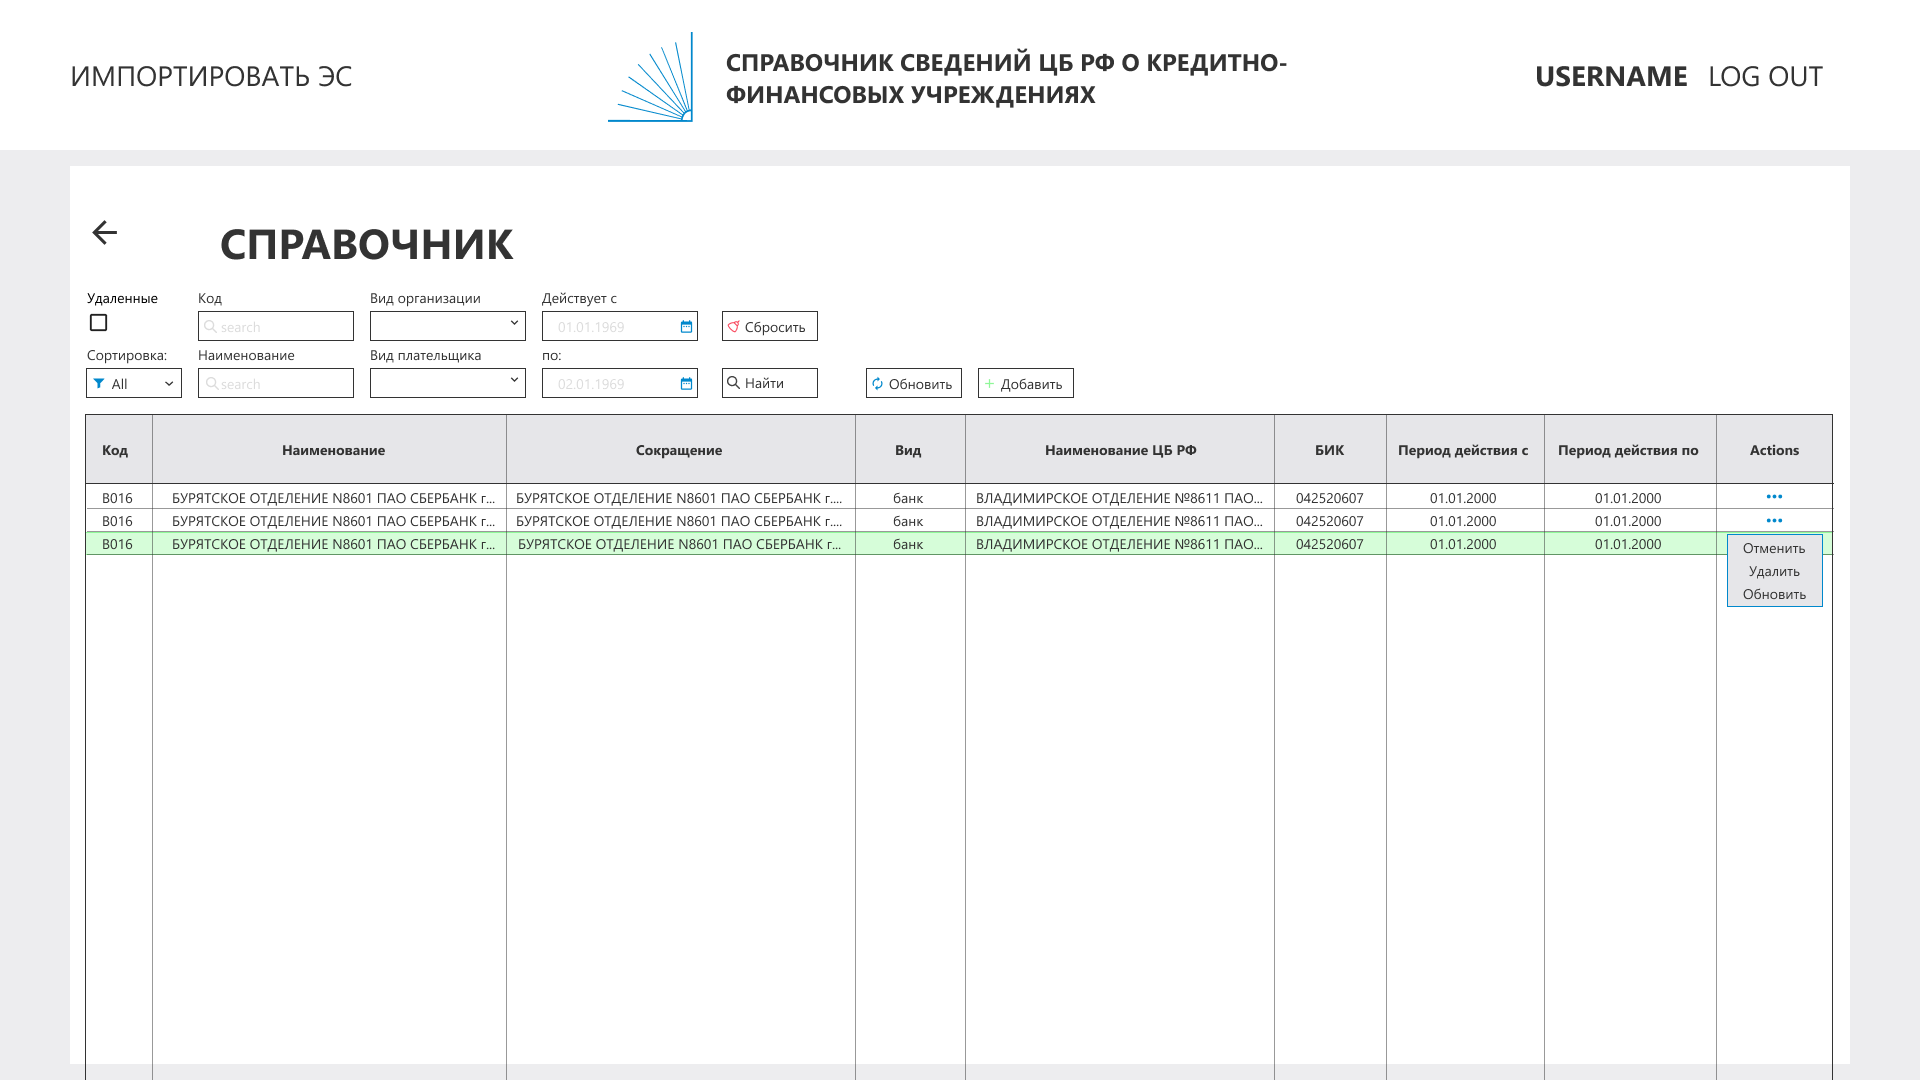 ИМПОРТИРОВАТЬ ЭС
СПРАВОЧНИК СВЕДЕНИЙ ЦБ РФ О КРЕДИТНО-
ФИНАНСОВЫХ УЧРЕЖДЕНИЯХ
USERNAME LOG OUT
СПРАВОЧНИК
Удаленные Код Вид организации Действует с
search 01.01.1969 Сбросить
Сортировка: Наименование Вид плательщика по:
All search 02.01.1969 Найти Обновить + Добавить
Код Наименование Сокращение Вид Наименование ЦБ РФ БИК Период действия с Период действия по Actions
B016 БУРЯТСКОЕ ОТДЕЛЕНИЕ N8601 ПАО СБЕРБАНК г... БУРЯТСКОЕ ОТДЕЛЕНИЕ N8601 ПАО СБЕРБАНК г.... банк ВЛАДИМИРСКОЕ ОТДЕЛЕНИЕ №8611 ПАО... 042520607 01.01.2000 01.01.2000 •••
B016 БУРЯТСКОЕ ОТДЕЛЕНИЕ N8601 ПАО СБЕРБАНК г... БУРЯТСКОЕ ОТДЕЛЕНИЕ N8601 ПАО СБЕРБАНК г.... банк ВЛАДИМИРСКОЕ ОТДЕЛЕНИЕ №8611 ПАО... 042520607 01.01.2000 01.01.2000 •••
B016 БУРЯТСКОЕ ОТДЕЛЕНИЕ N8601 ПАО СБЕРБАНК г... БУРЯТСКОЕ ОТДЕЛЕНИЕ N8601 ПАО СБЕРБАНК г... банк ВЛАДИМИРСКОЕ ОТДЕЛЕНИЕ №8611 ПАО... 042520607 01.01.2000 01.01.2000
Отменить
Удалить
Обновить